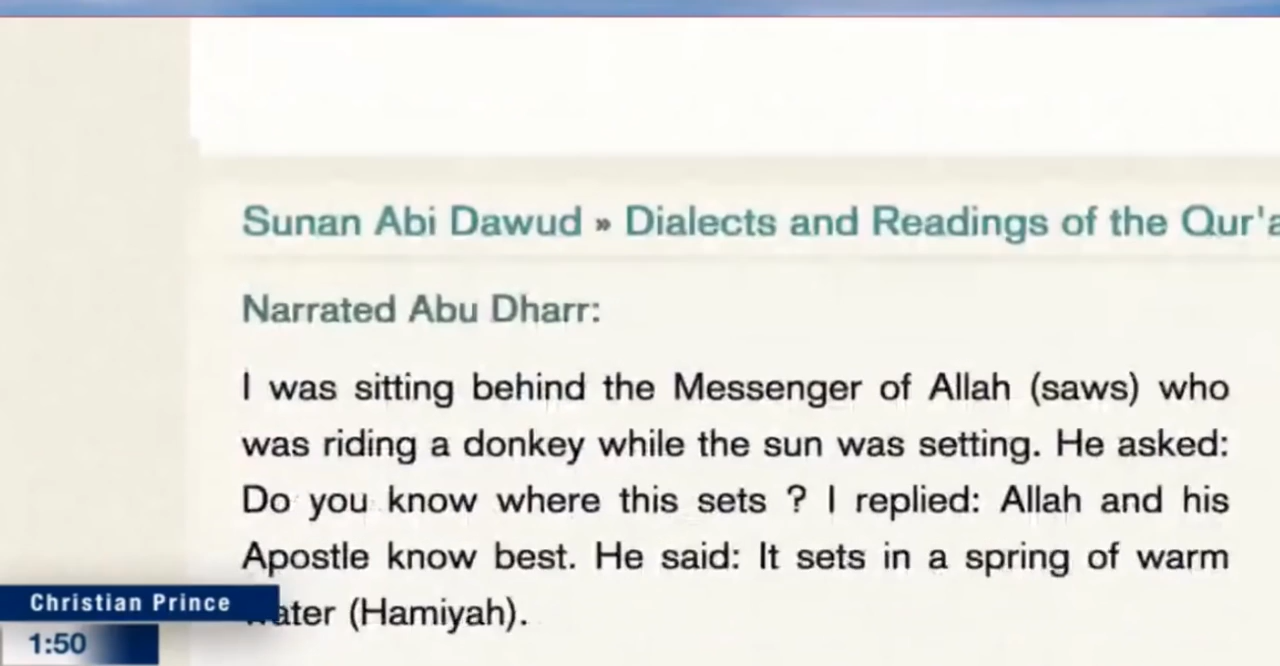 Sunan Abi Dawud » Dialects and Readings of the Qur'a
Narrated Abu Dharr:
I was sitting behind the Messenger of Allah (saws) who
was riding a donkey while the sun was setting. He asked:
Do you know where this sets ? I replied: Allah and his
Apostle know best. He said: It sets in a spring of warm
water (Hamiyah).
Christian Prince
1:50